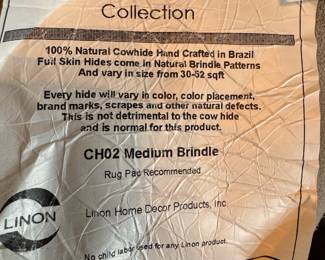 Collection
100% Natural Cowhide Hand Crafted in Brazil
Full Skin Hides come in Natural Brindle Patterns
And vary in size from 30-52 sqft
Every hide will vary in color, color placement,
brand marks, scrapes and other natural defects.
This is not detrimental to the cow hide
and is normal for this product.
CH02 Medium Brindle
Rug Pad Recommended
LINON
Linon Home Decor Products, Inc.
No child labor used for any Linon product.